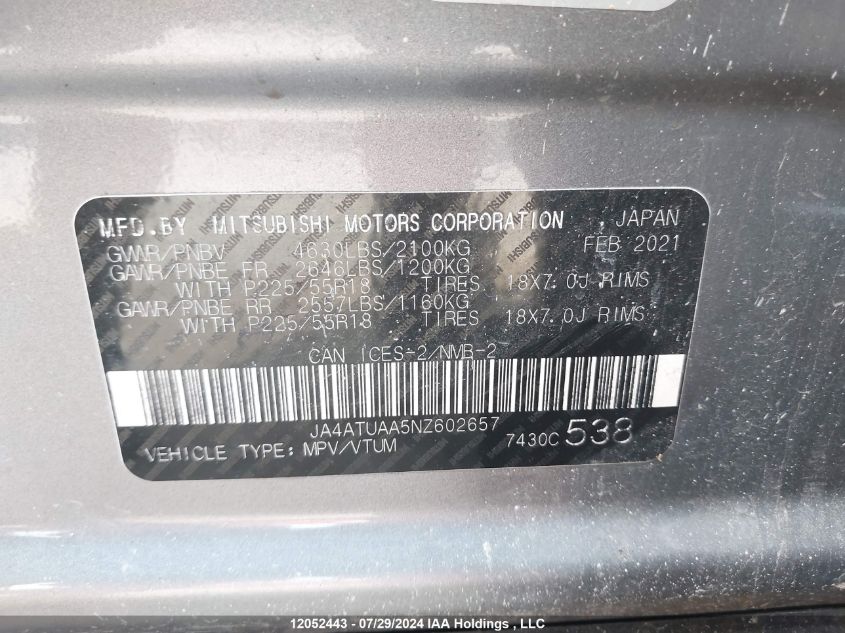 MFD.BY MITSUBISHI MOTORS CORPORATION JAPAN
GWVR/PNBV 4630LBS/2100KG FEB 2021
GAWR/PNBE FR 2646LBS/1200KG
WITH P225/55R18 TIRES 18X7.0J RIMS
GAWR/PNBE RR 2557LBS/1160KG
WITH P225/55R18 TIRES 18X7.0J RIMS
CAN ICES-2/NMB-2
JA4ATUAA5NZ602657
VEHICLE TYPE: MPV/VTUM 7430C 538
12052443 - 07/29/2024 IAA Holdings , LLC